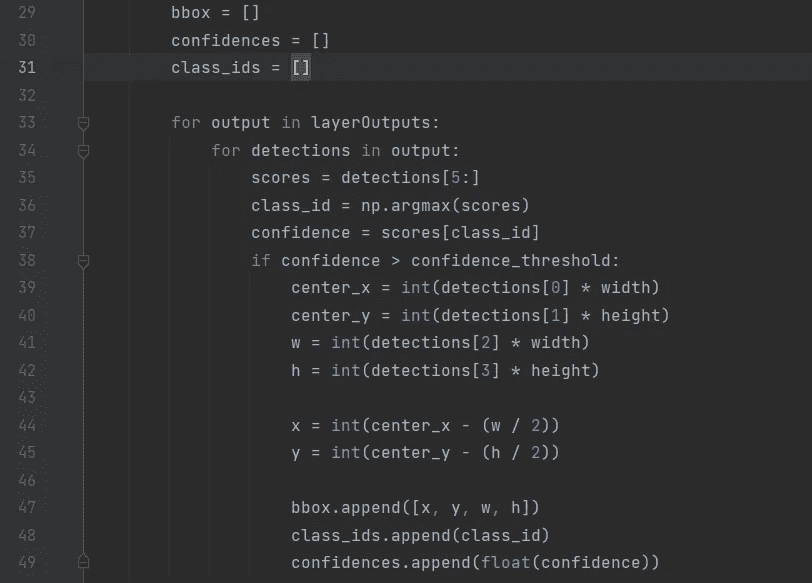 29 bbox = []
30 confidences = []
31 class_ids = []
32
33 for output in layerOutputs:
34 for detections in output:
35 scores = detections[5:]
36 class_id = np.argmax(scores)
37 confidence = scores[class_id]
38 if confidence > confidence_threshold:
39 center_x = int(detections[0] * width)
40 center_y = int(detections[1] * height)
41 w = int(detections[2] * width)
42 h = int(detections[3] * height)
43
44 x = int(center_x - (w / 2))
45 y = int(center_y - (h / 2))
46
47 bbox.append([x, y, w, h])
48 class_ids.append(class_id)
49 confidences.append(float(confidence))